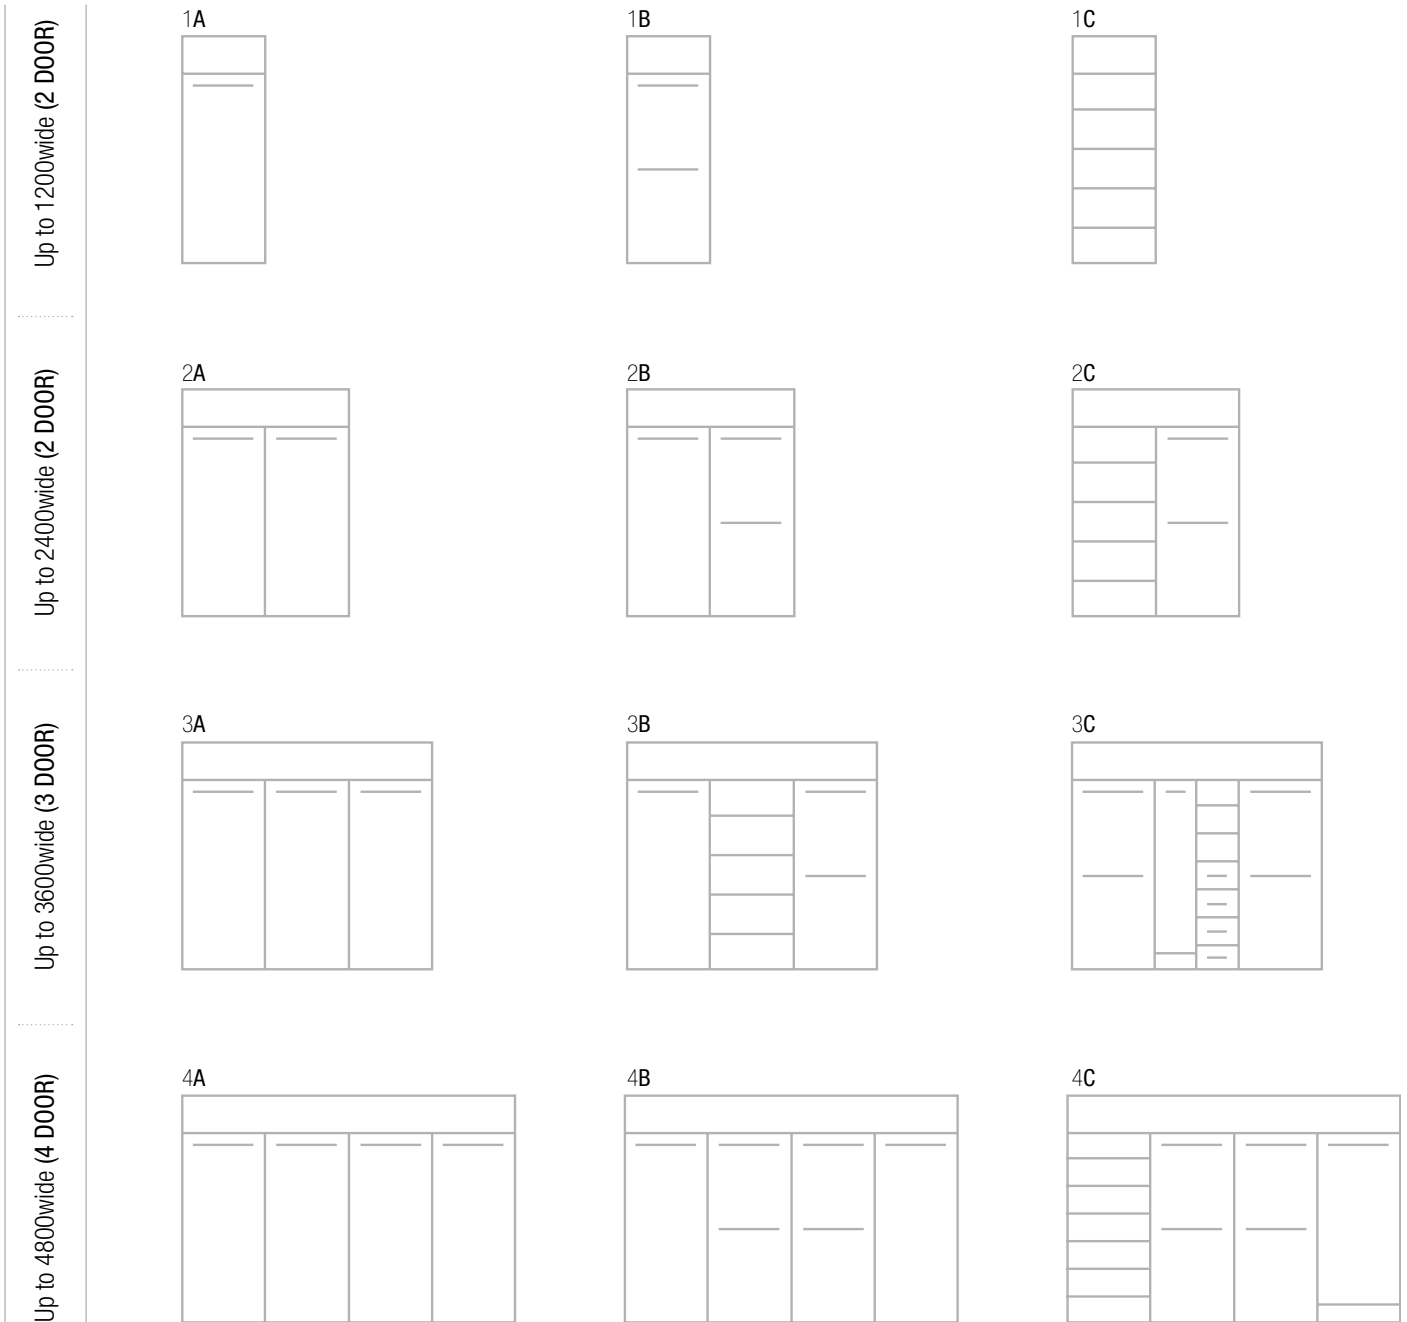 Up to 1200wide (2 DOOR)
1A
1B
1C
Up to 2400wide (2 DOOR)
2A
2B
2C
Up to 3600wide (3 DOOR)
3A
3B
3C
Up to 4800wide (4 DOOR)
4A
4B
4C